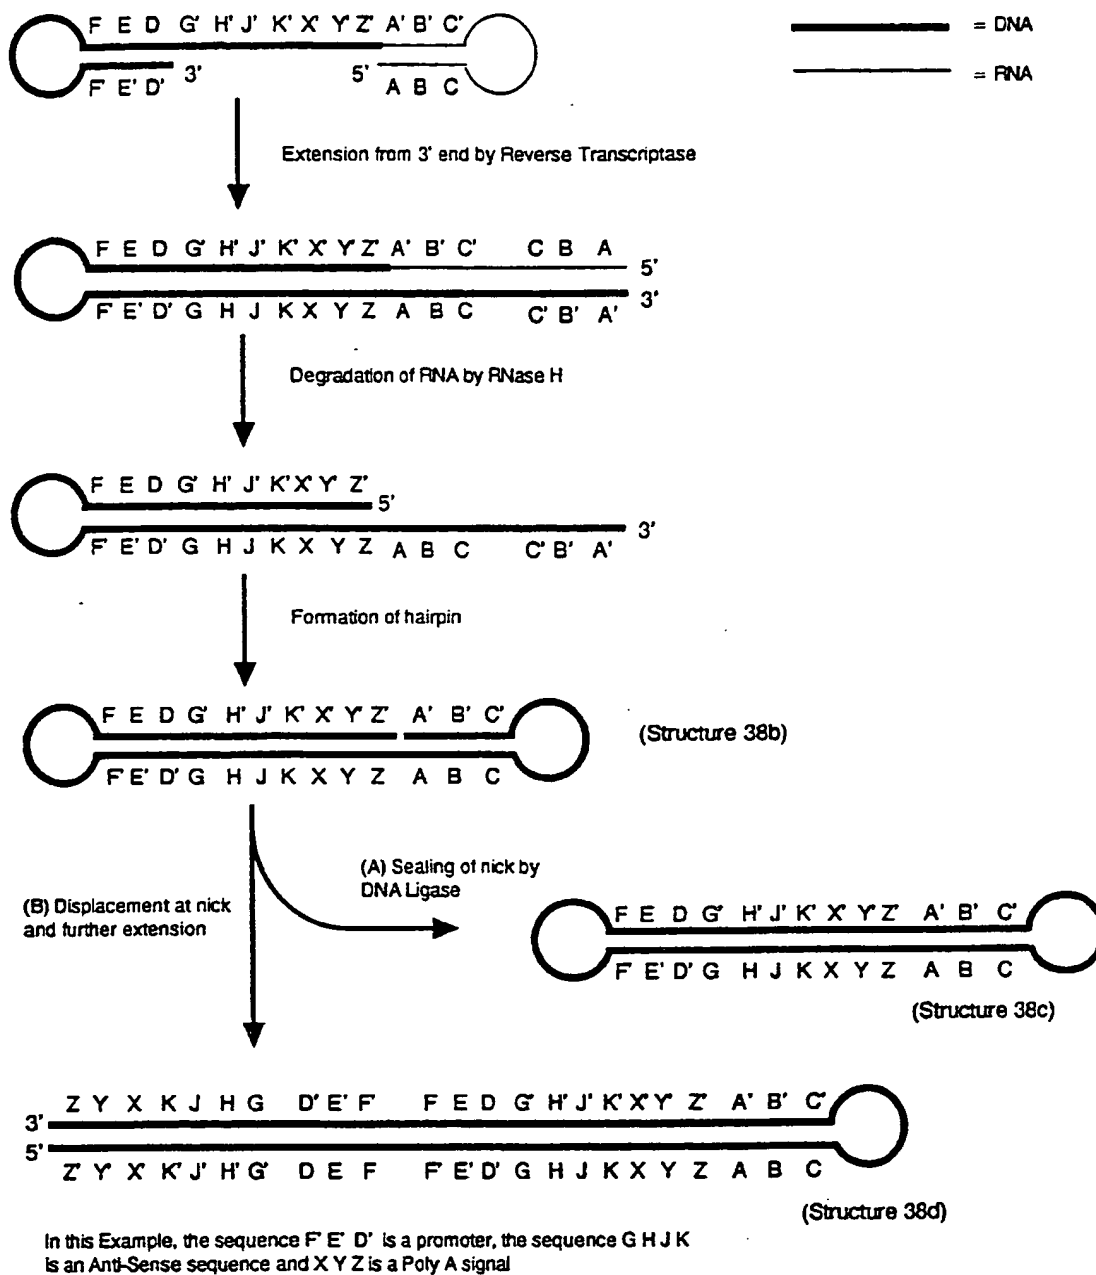 F E D G' H' J' K' X' Y' Z' A' B' C'
= DNA
3' 5'
= RNA
F' E' D' A B C
Extension from 3' end by Reverse Transcriptase
F E D G' H' J' K' X' Y' Z' A' B' C' C B A
5'
3'
F' E' D' G H J K X Y Z A B C C' B' A'
Degradation of RNA by RNase H
F E D G' H' J' K' X' Y' Z'
5'
3'
F' E' D' G H J K X Y Z A B C C' B' A'
Formation of hairpin
F E D G' H' J' K' X' Y' Z' A' B' C'
(Structure 38b)
F' E' D' G H J K X Y Z A B C
(A) Sealing of nick by
DNA Ligase
(B) Displacement at nick
and further extension
F E D G' H' J' K' X' Y' Z' A' B' C'
F' E' D' G H J K X Y Z A B C
(Structure 38c)
Z Y X K J H G D' E' F' F E D G' H' J' K' X' Y' Z' A' B' C'
3'
5'
Z' Y' X' K' J' H' G' D E F F' E' D' G H J K X Y Z A B C
(Structure 38d)
In this Example, the sequence F' E' D' is a promoter, the sequence G H J K
is an Anti-Sense sequence and X Y Z is a Poly A signal